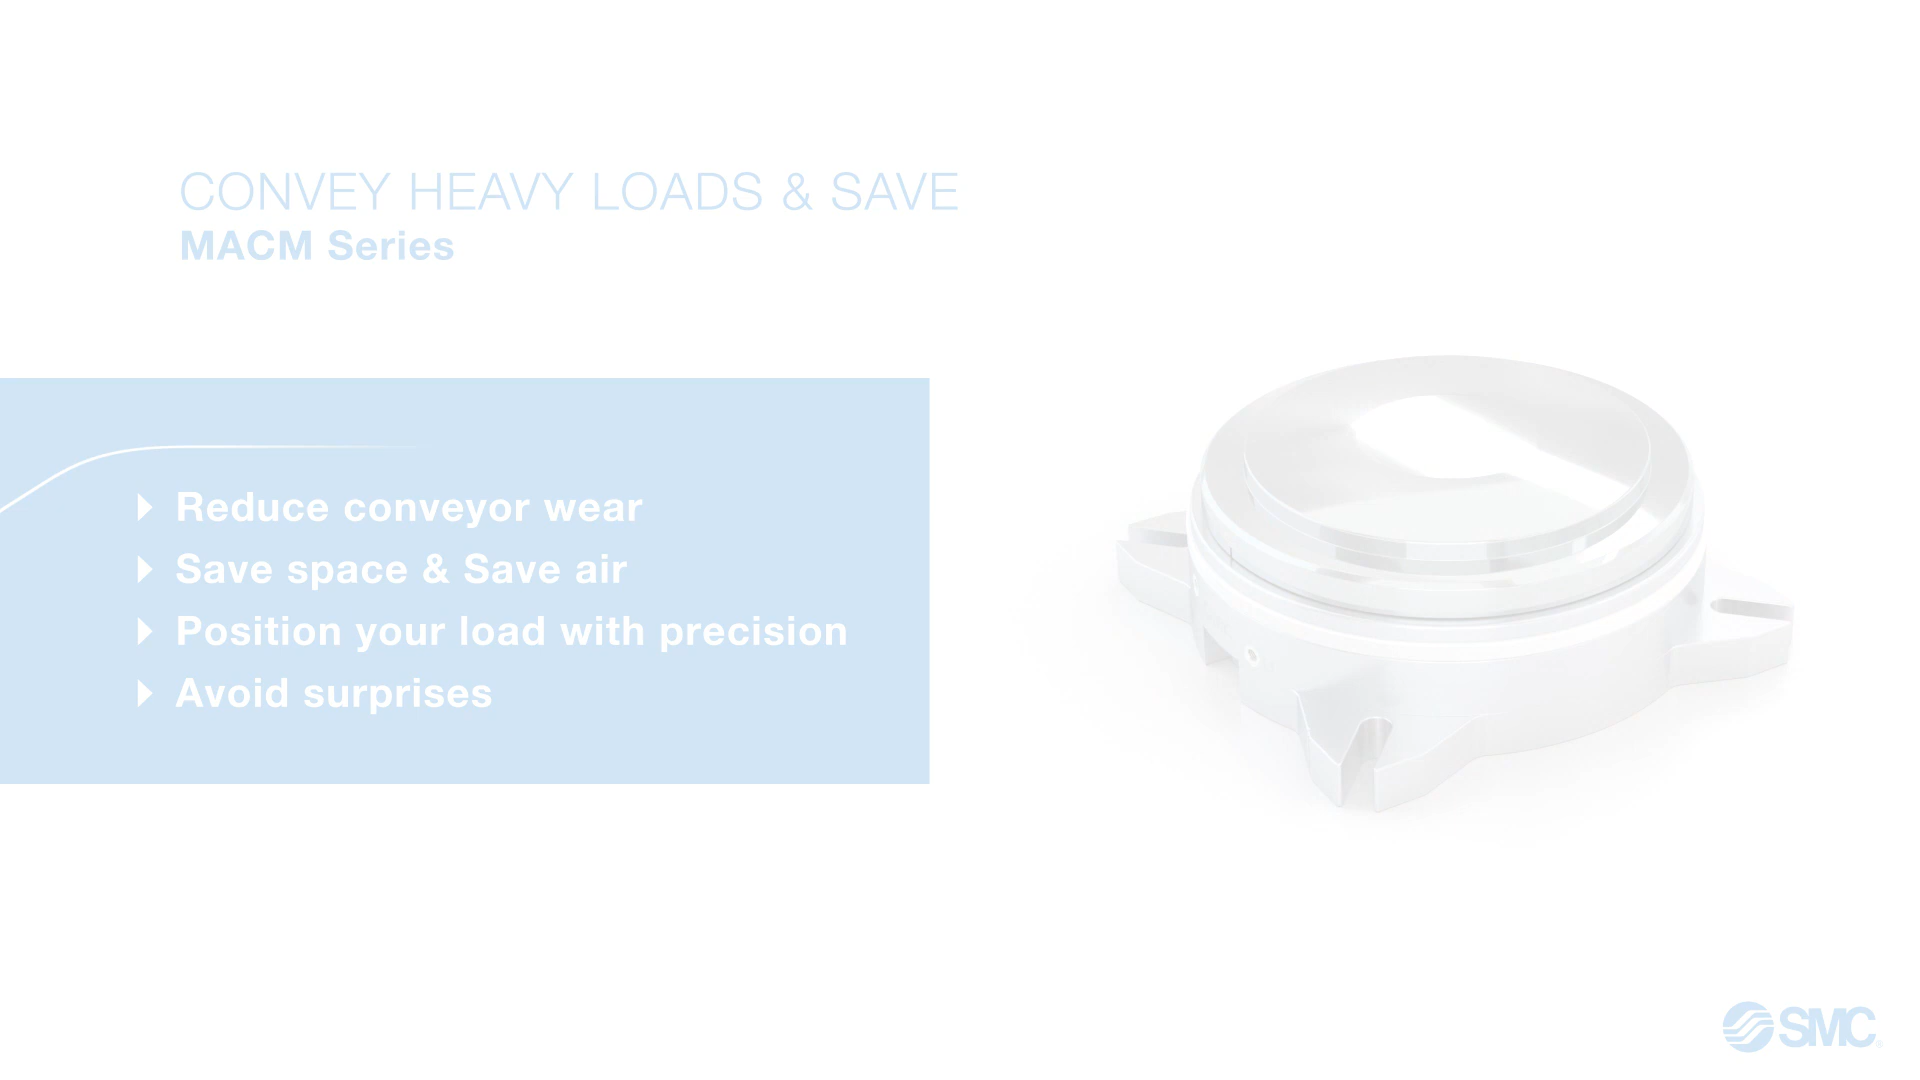 CONVEY HEAVY LOADS & SAVE
MACM Series
Reduce conveyor wear
Save space & Save air
Position your load with precision
Avoid surprises
SMC®